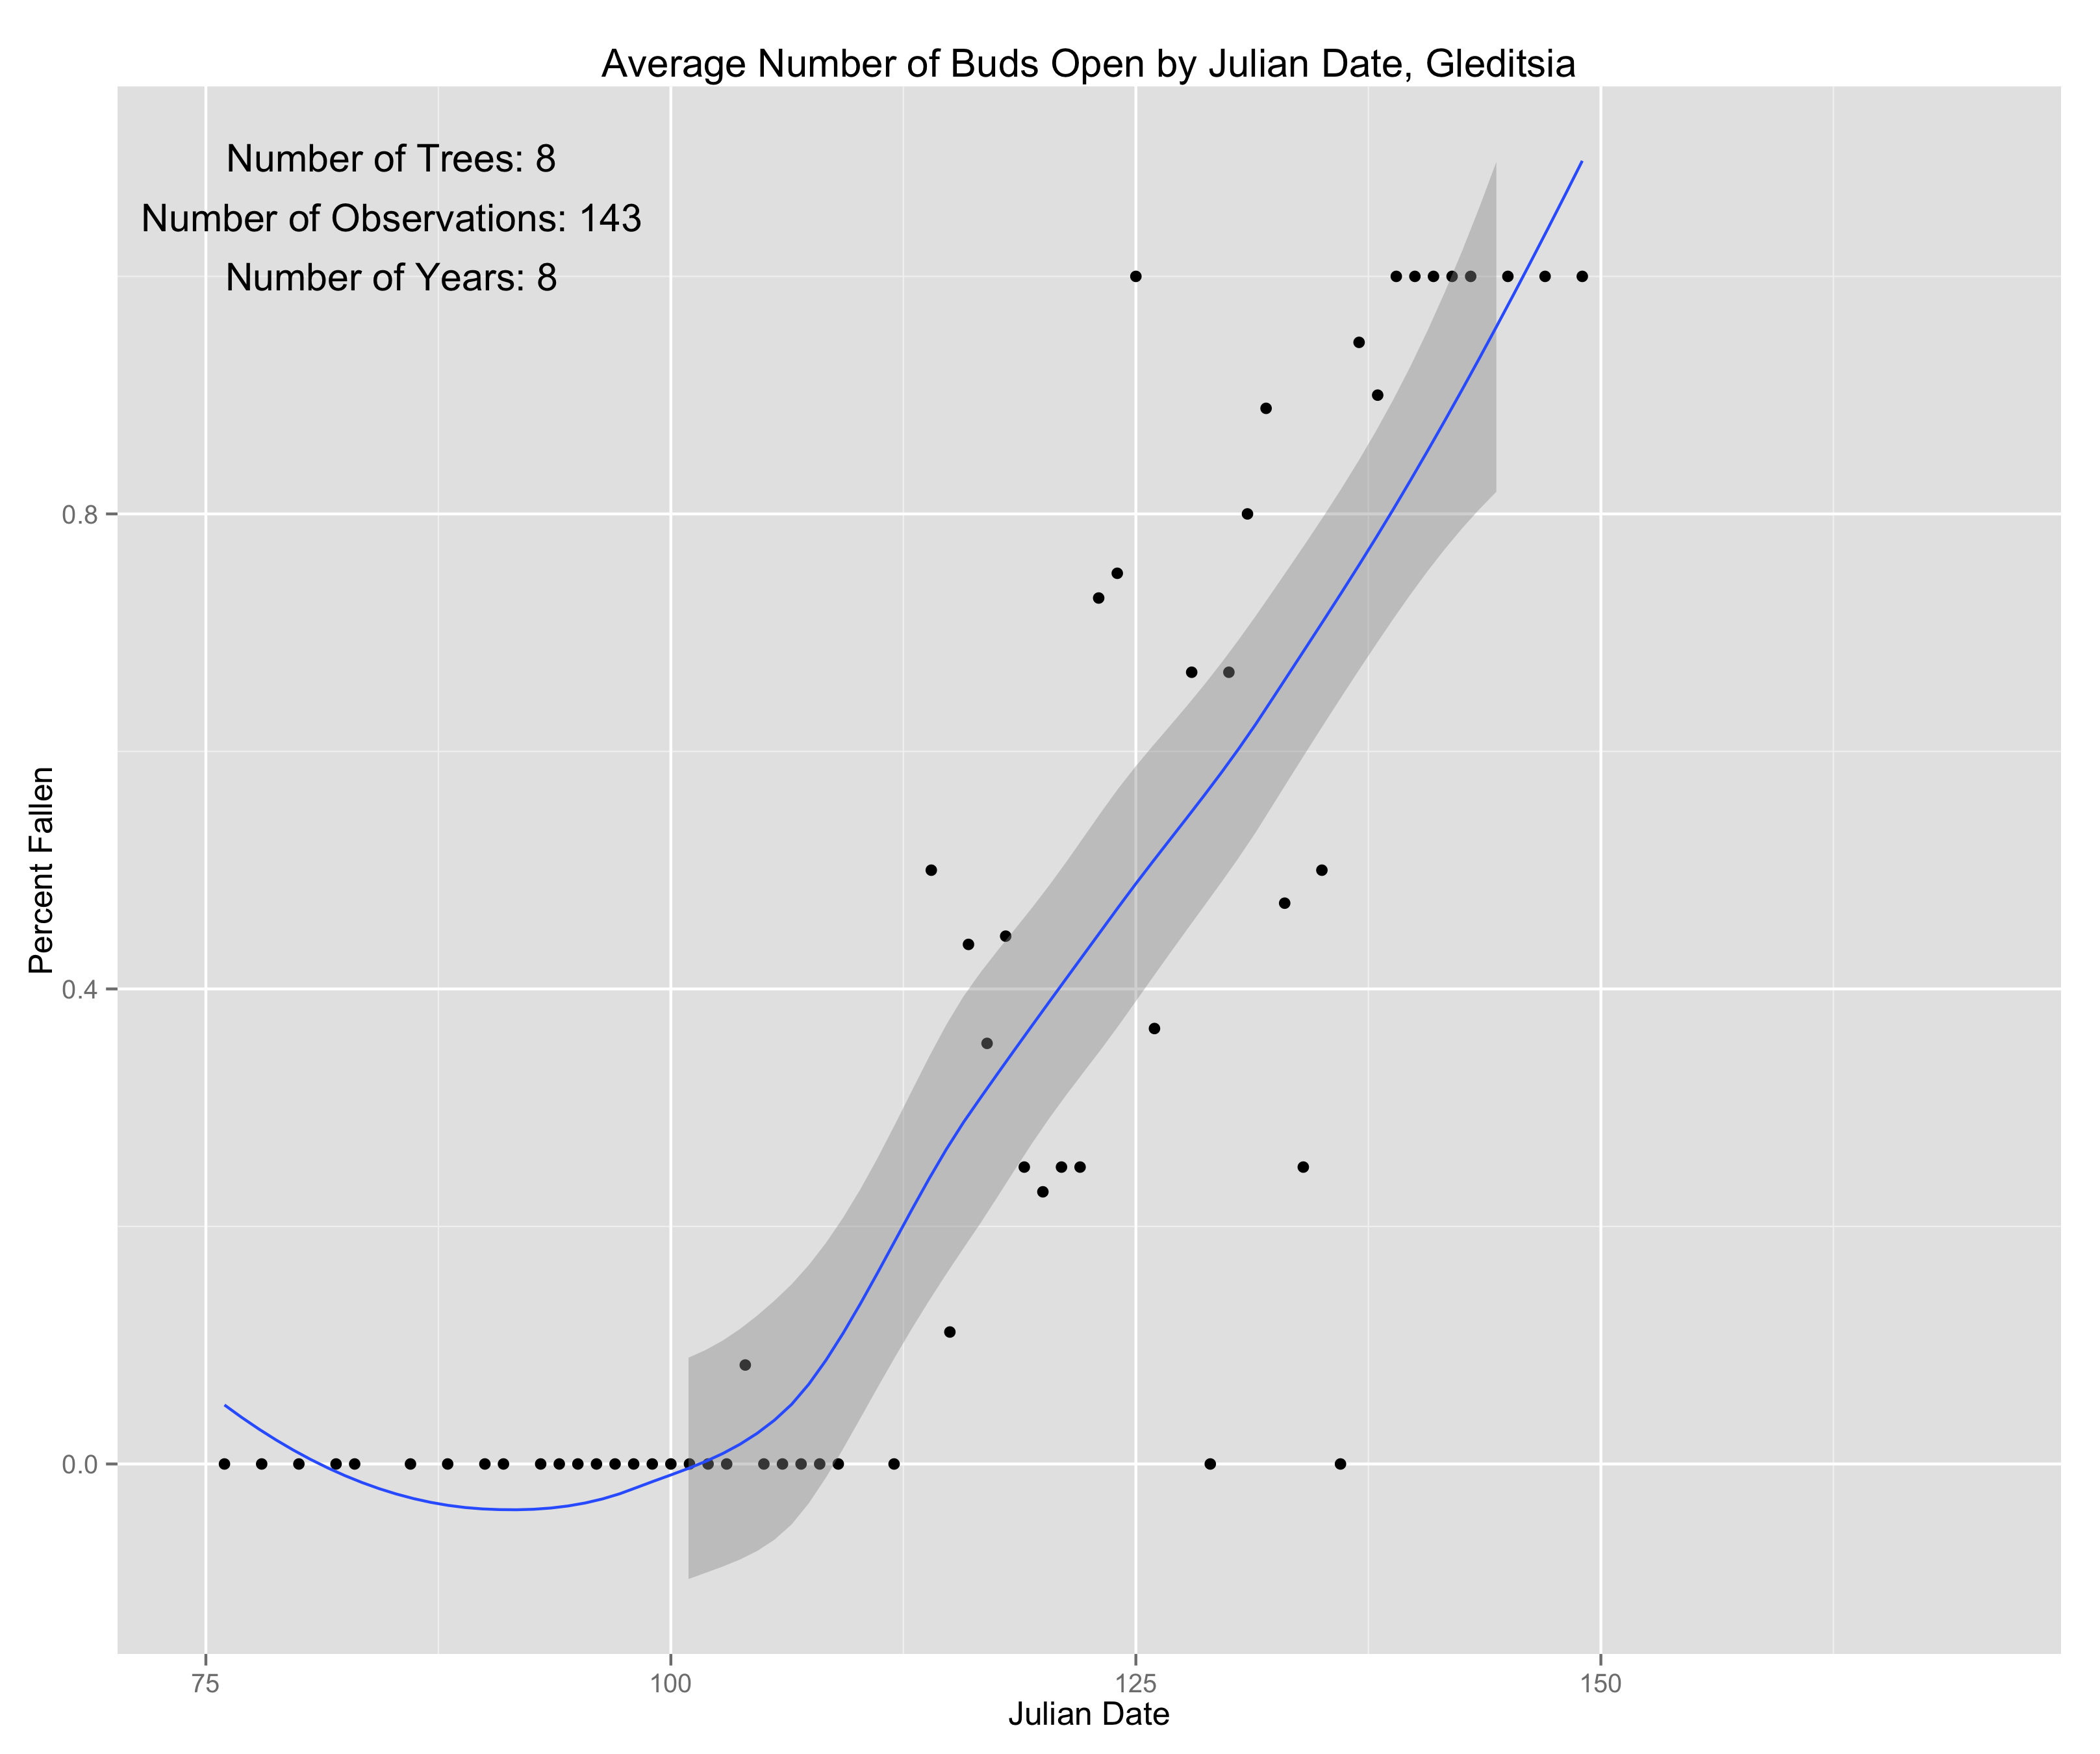 Average Number of Buds Open by Julian Date, Gleditsia
Number of Trees: 8
Number of Observations: 143
Number of Years: 8
0.8
0.4
0.0
Percent Fallen
75
100
125
150
Julian Date